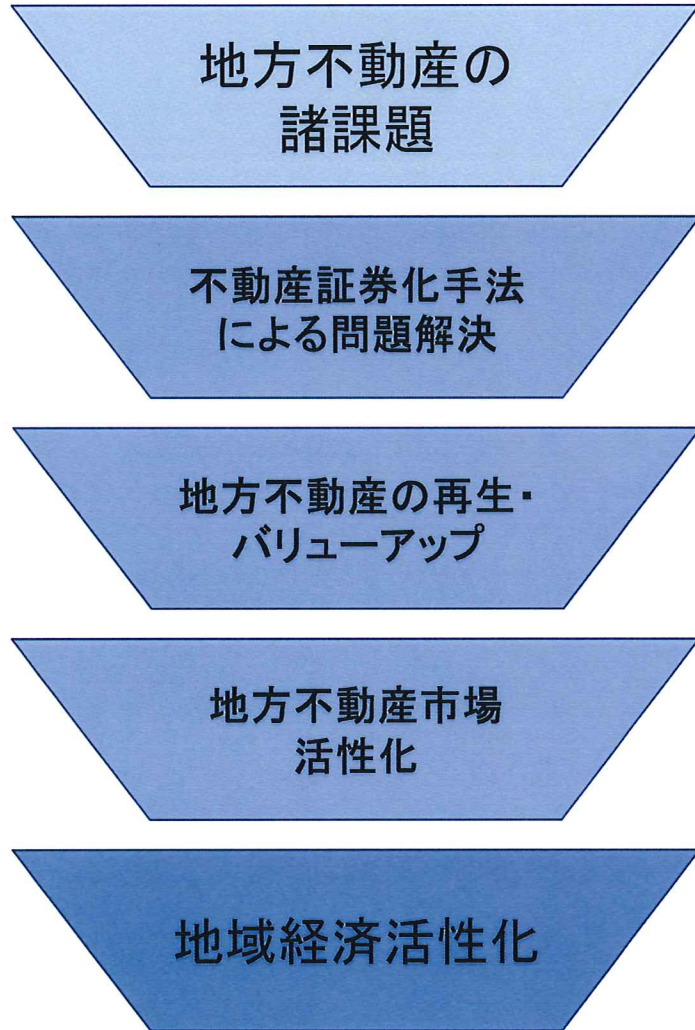 地方不動産の
諸課題
不動産証券化手法
による問題解決
地方不動産の再生・
バリューアップ
地方不動産市場
活性化
地域経済活性化